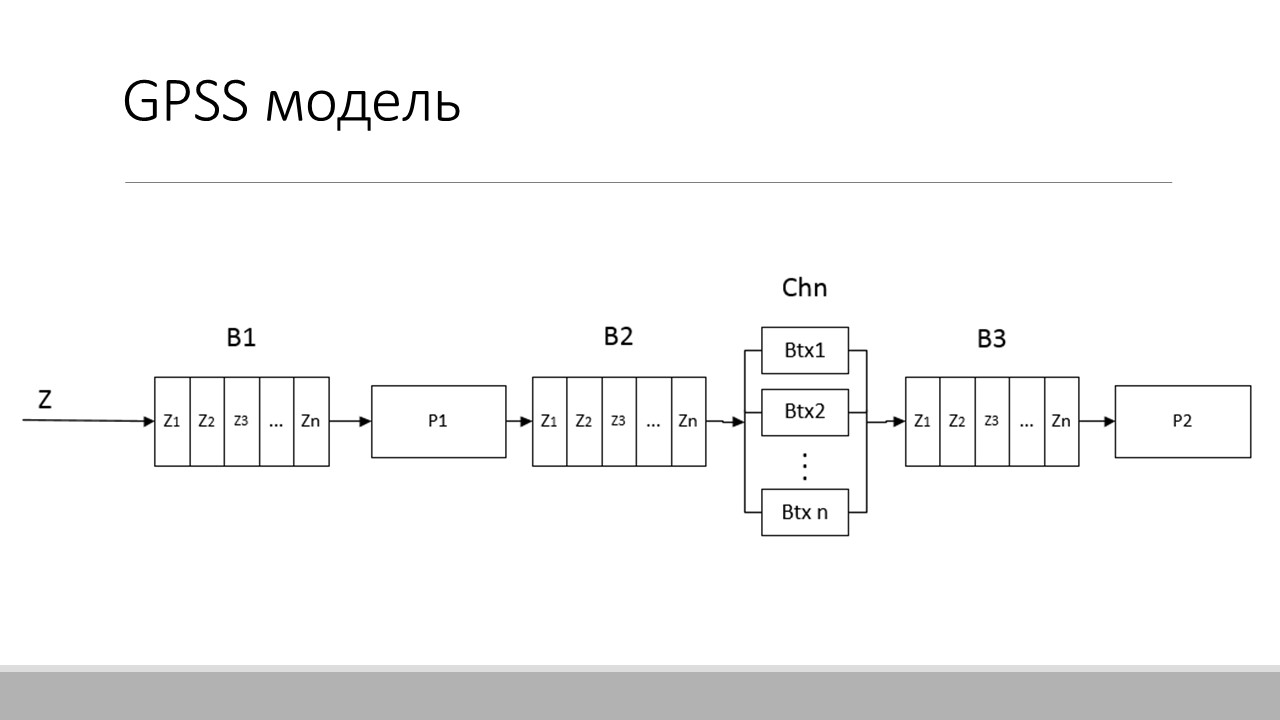 GPSS модель
Chn
B1
B2
B3
Z
Z1 Z2 Z3 ... Zn
P1
Z1 Z2 Z3 ... Zn
Btx1
Btx2
⋮
Btx n
Z1 Z2 Z3 ... Zn
P2